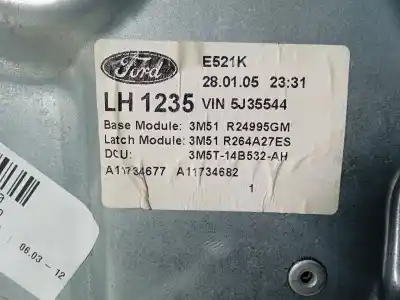 Ford
E521K
28.01.05 23:31
LH 1235 VIN 5J35544
Base Module: 3M51 R24995GM
Latch Module: 3M51 R264A27ES
DCU: 3M5T-14B532-AH
A11734677 A11734682
1
06.03-12